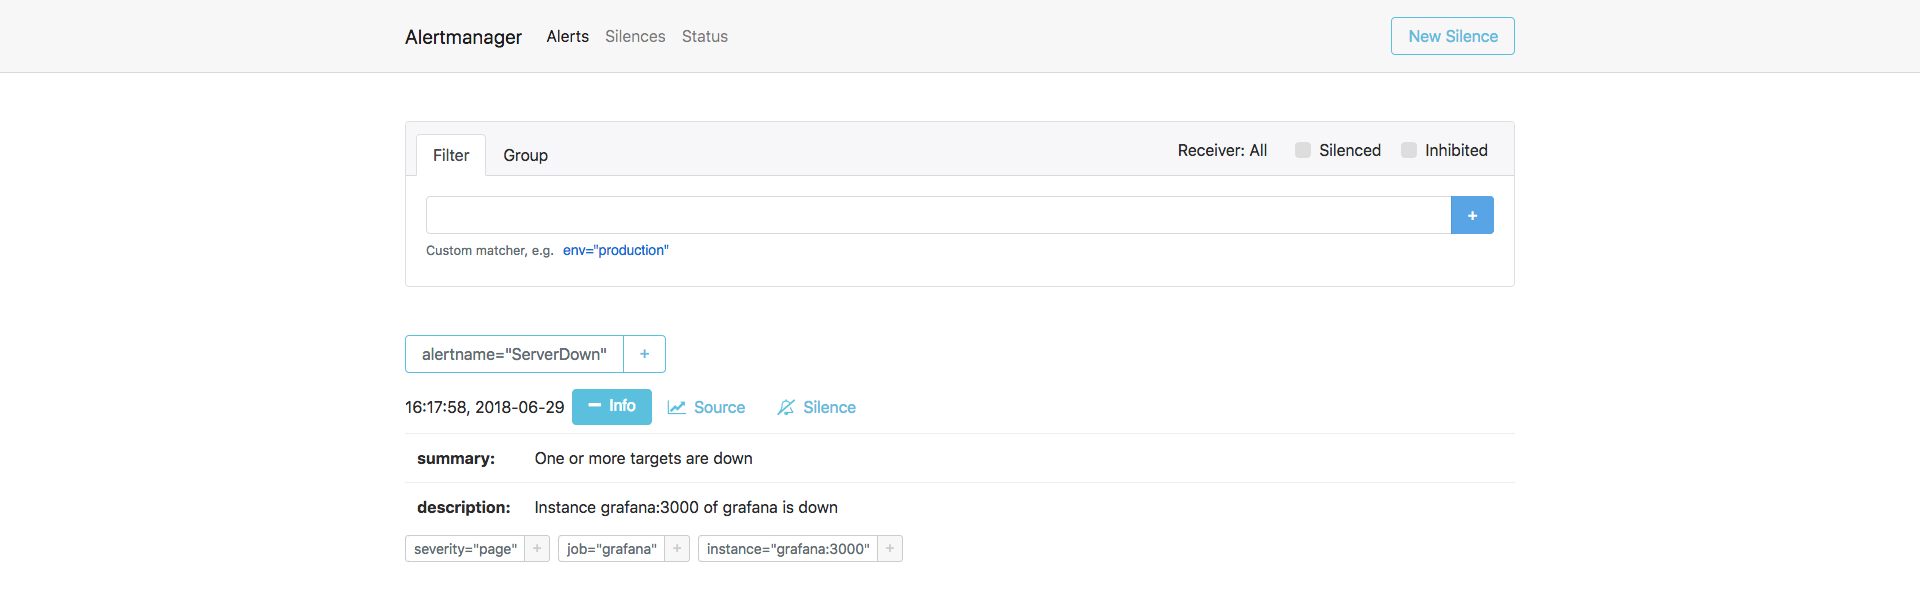 Alertmanager Alerts Silences Status New Silence
Filter Group Receiver: All Silenced Inhibited
+
Custom matcher, e.g. env="production"
alertname="ServerDown" +
16:17:58, 2018-06-29 − Info Source Silence
summary: One or more targets are down
description: Instance grafana:3000 of grafana is down
severity="page" + job="grafana" + instance="grafana:3000" +